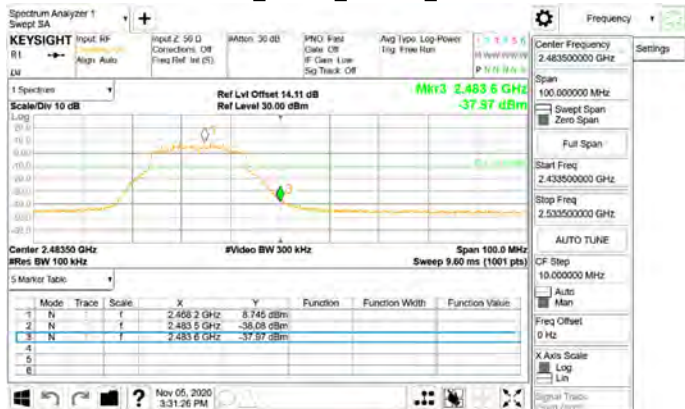 Spectrum Analyzer 1
Swept SA
+
Frequency
KEYSIGHT Input: RF
Input Z: 50 Ω
#Atten: 30 dB
PNO: Fast
Avg Type: Log-Power
Corrections: Off
Gate: Off
Trig: Free Run
Align: Auto
Freq Ref: Int (S)
IF Gain: Low
Sig Track: Off
Center Frequency
2.483500000 GHz
Settings
Span
100.000000 MHz
Swept Span
Zero Span
Full Span
Start Freq
2.433500000 GHz
Stop Freq
2.533500000 GHz
AUTO TUNE
CF Step
10.000000 MHz
Auto
Man
Freq Offset
0 Hz
X Axis Scale
Log
Lin
Signal Track
1 Spectrum
Scale/Div 10 dB
Ref Lvl Offset 14.11 dB
Ref Level 30.00 dBm
Mkr3 2.483 6 GHz
-37.97 dBm
Log
3
Center 2.48350 GHz
#Res BW 100 kHz
#Video BW 300 kHz
Span 100.0 MHz
Sweep 9.60 ms (1001 pts)
5 Marker Table
Mode Trace Scale X Y Function Function Width Function Value
1 N f 2.468 2 GHz 8.745 dBm
2 N f 2.483 5 GHz -38.08 dBm
3 N f 2.483 6 GHz -37.97 dBm
4
5
6
?
Nov 05, 2020
3:31:26 PM